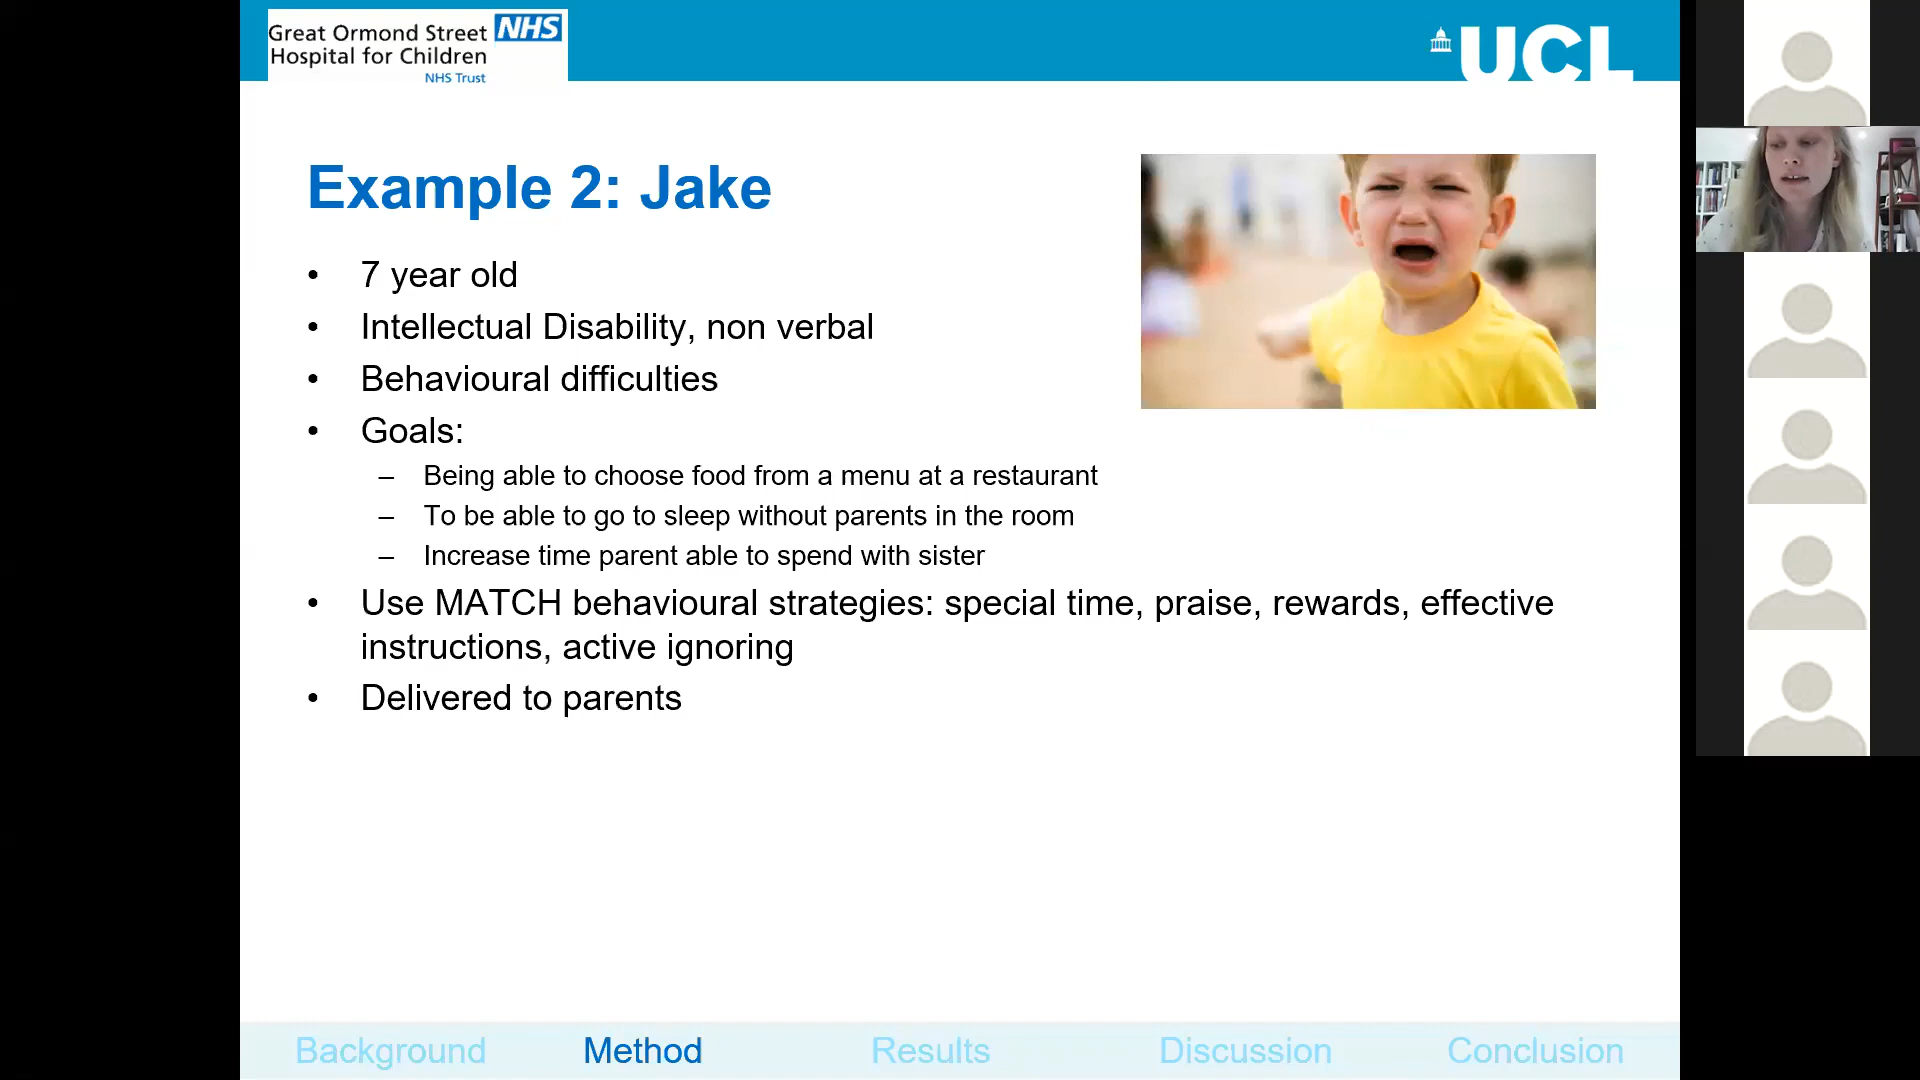 Great Ormond Street NHS
Hospital for Children
NHS Trust
UCL
Example 2: Jake
• 7 year old
• Intellectual Disability, non verbal
• Behavioural difficulties
• Goals:
– Being able to choose food from a menu at a restaurant
– To be able to go to sleep without parents in the room
– Increase time parent able to spend with sister
• Use MATCH behavioural strategies: special time, praise, rewards, effective
instructions, active ignoring
• Delivered to parents
Background Method Results Discussion Conclusion